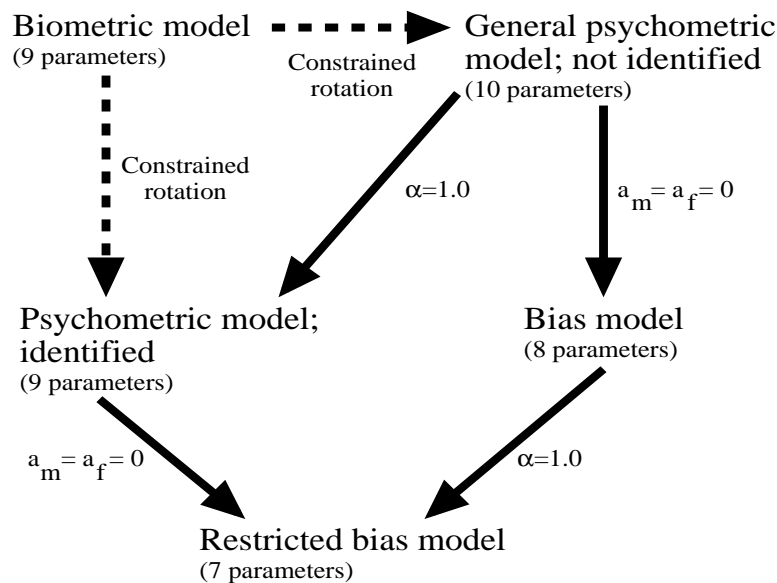 Biometric model
(9 parameters)
Constrained
rotation
General psychometric
model; not identified
(10 parameters)
Constrained
rotation
α=1.0
a_m= a_f= 0
Psychometric model;
identified
(9 parameters)
Bias model
(8 parameters)
a_m= a_f= 0
α=1.0
Restricted bias model
(7 parameters)